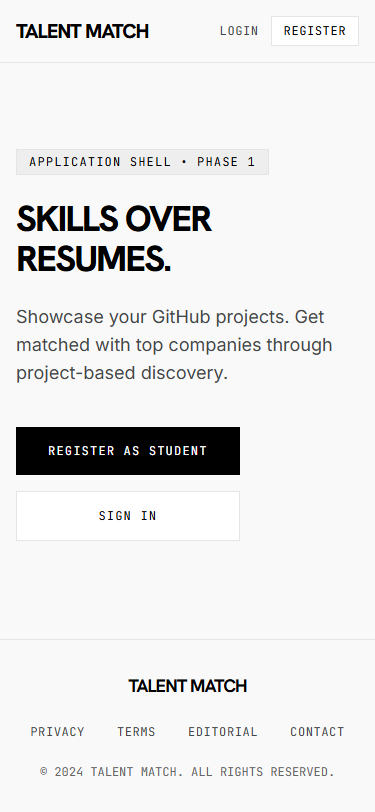 TALENT MATCH LOGIN REGISTER
APPLICATION SHELL • PHASE 1
SKILLS OVER
RESUMES.
Showcase your GitHub projects. Get
matched with top companies through
project-based discovery.
REGISTER AS STUDENT
SIGN IN
TALENT MATCH
PRIVACY TERMS EDITORIAL CONTACT
© 2024 TALENT MATCH. ALL RIGHTS RESERVED.